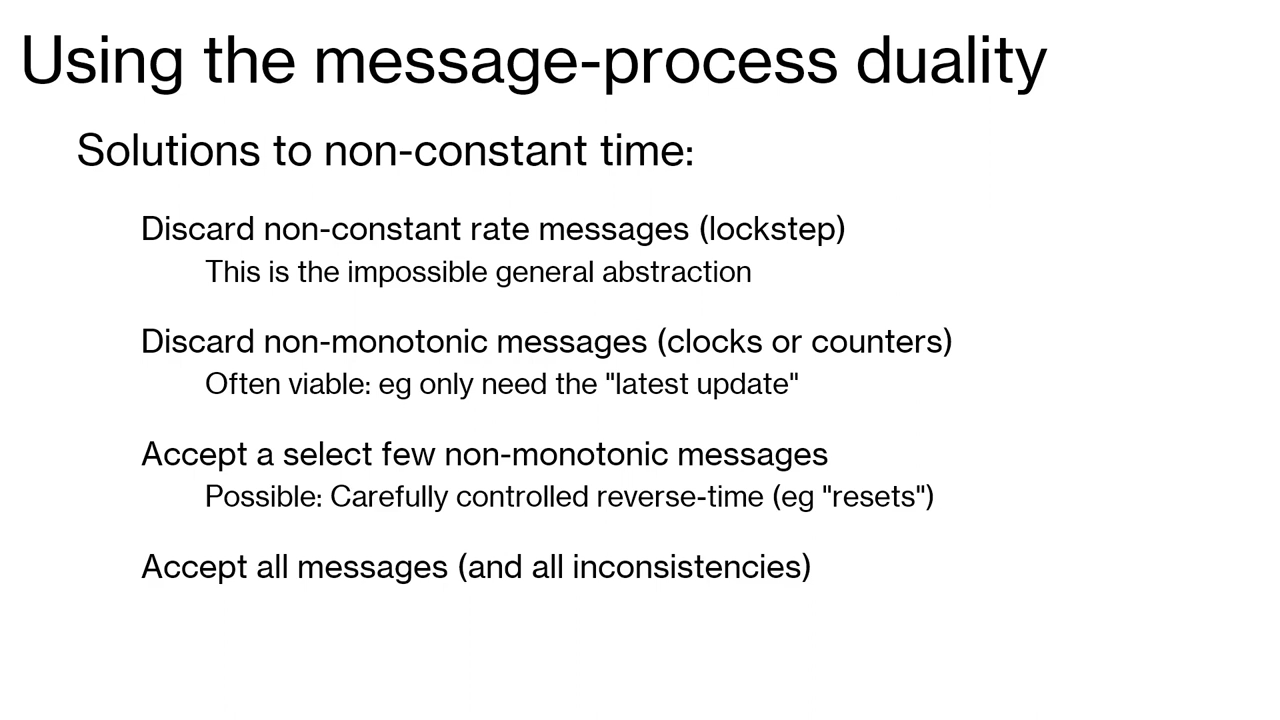 Using the message-process duality
Solutions to non-constant time:
Discard non-constant rate messages (lockstep)
This is the impossible general abstraction
Discard non-monotonic messages (clocks or counters)
Often viable: eg only need the "latest update"
Accept a select few non-monotonic messages
Possible: Carefully controlled reverse-time (eg "resets")
Accept all messages (and all inconsistencies)